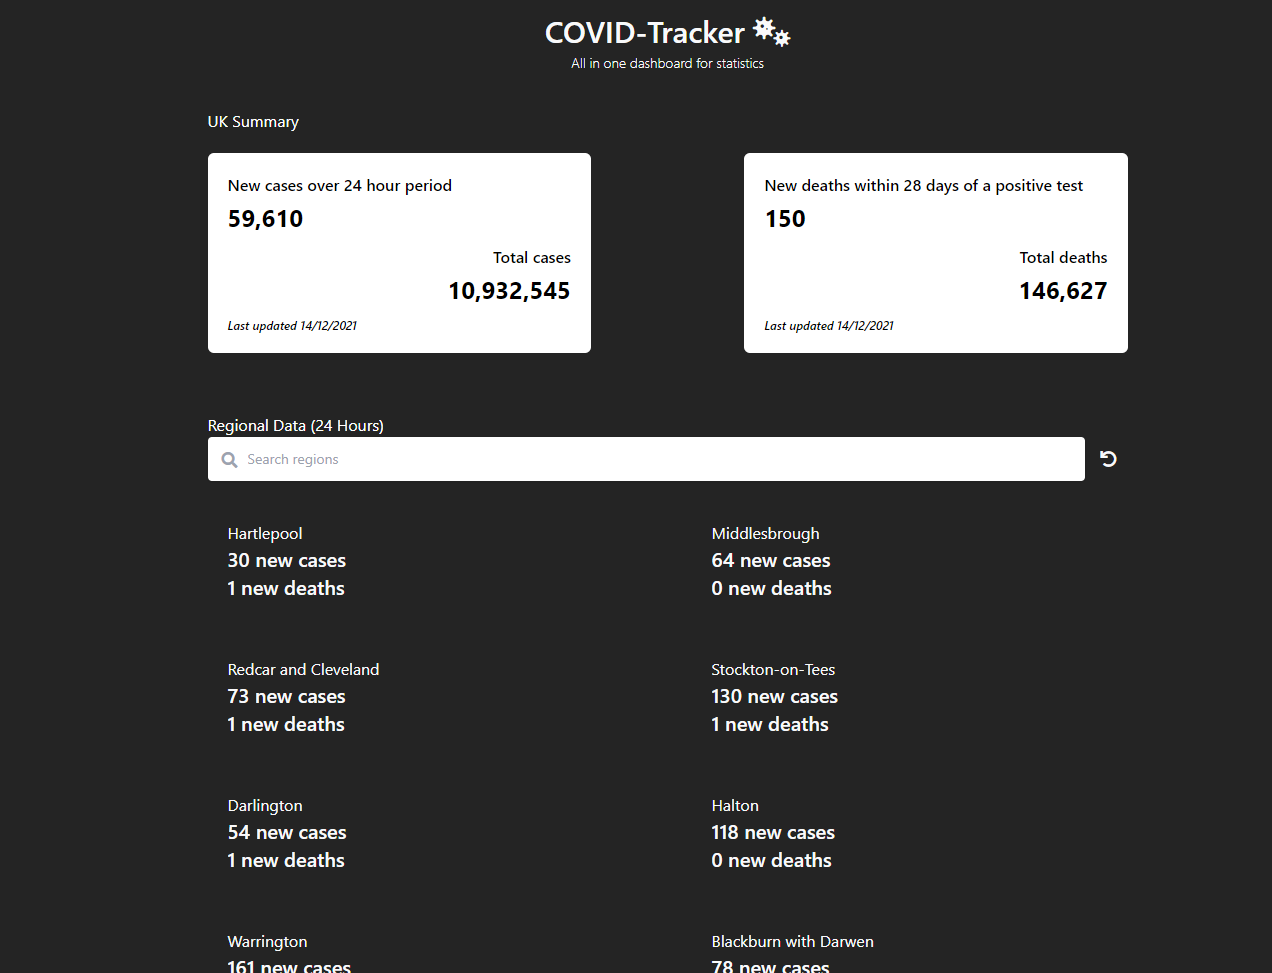 COVID-Tracker
All in one dashboard for statistics
UK Summary
New cases over 24 hour period
59,610
Total cases
10,932,545
Last updated 14/12/2021
New deaths within 28 days of a positive test
150
Total deaths
146,627
Last updated 14/12/2021
Regional Data (24 Hours)
Search regions
Hartlepool
30 new cases
1 new deaths
Middlesbrough
64 new cases
0 new deaths
Redcar and Cleveland
73 new cases
1 new deaths
Stockton-on-Tees
130 new cases
1 new deaths
Darlington
54 new cases
1 new deaths
Halton
118 new cases
0 new deaths
Warrington
161 new cases
Blackburn with Darwen
78 new cases